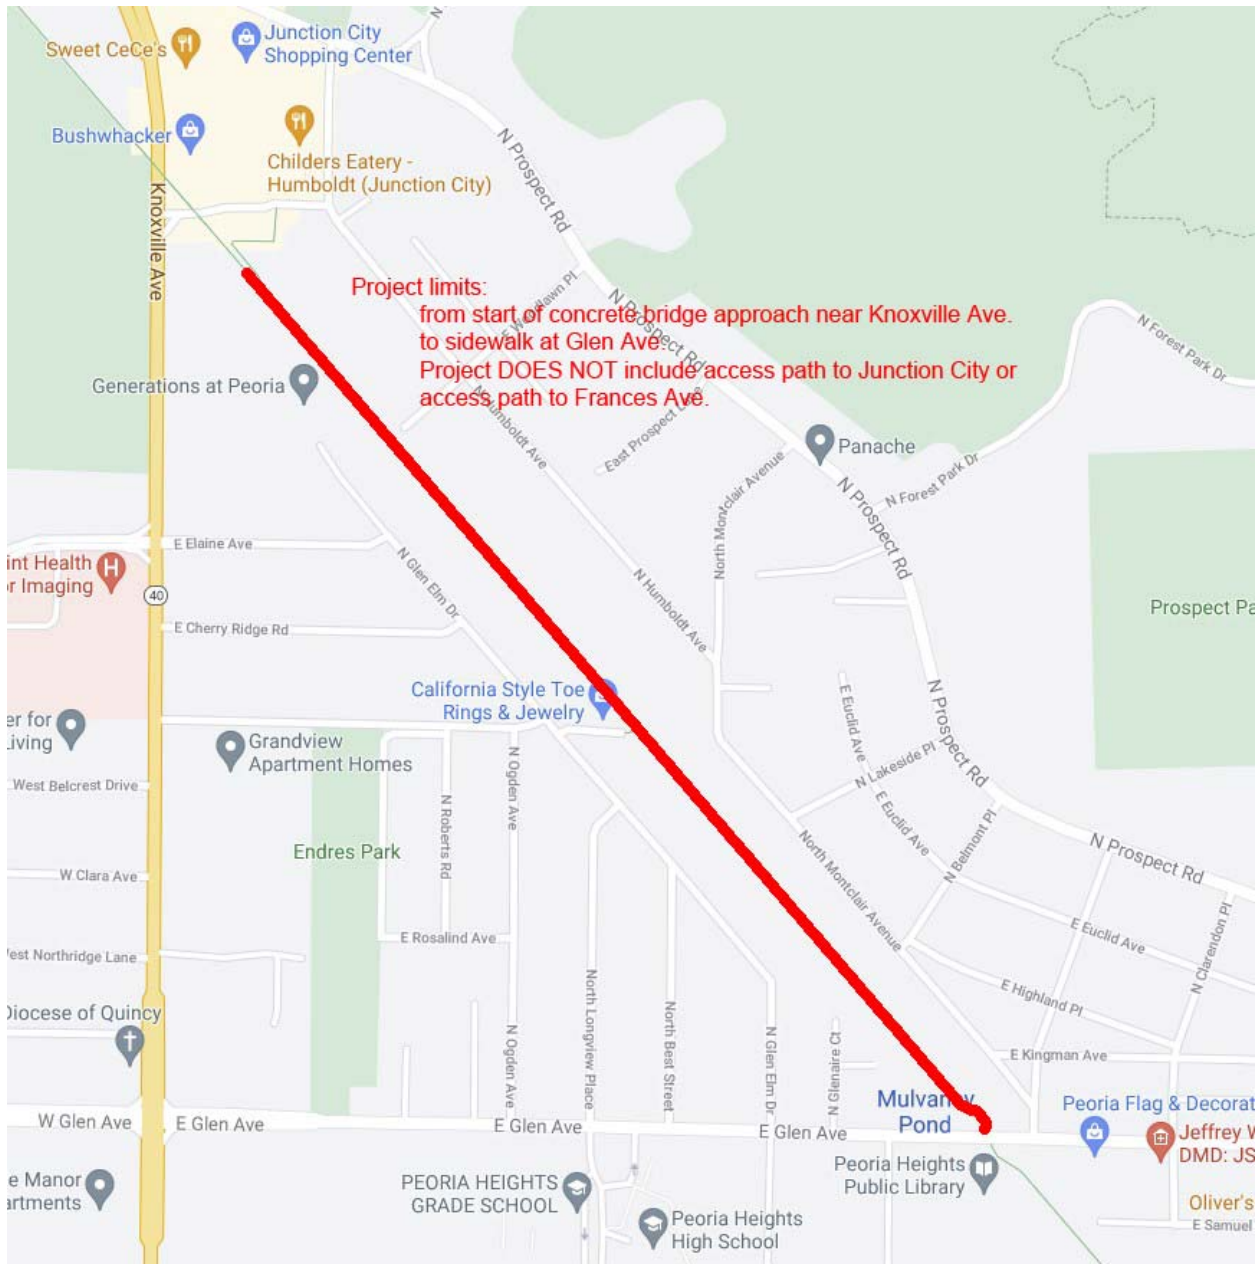 Sweet CeCe's
Junction City
Shopping Center
Bushwhacker
Childers Eatery -
Humboldt (Junction City)
N
N Prospect Rd
Knoxville Ave
Project limits:
from start of concrete bridge approach near Knoxville Ave.
to sidewalk at Glen Ave.
Project DOES NOT include access path to Junction City or
access path to Frances Ave.
E Woodlawn Pl
N Prospect Rd
N Forest Park Dr
Generations at Peoria
N Humboldt Ave
East Prospect Lane
Panache
North Montclair Avenue
N Forest Park Dr
N Prospect Rd
E Elaine Ave
int Health
or Imaging
40
N Glen Elm Dr
N Humboldt Ave
Prospect Pa
E Cherry Ridge Rd
California Style Toe
Rings & Jewelry
E Euclid Ave
N Prospect Rd
er for
Living
Grandview
Apartment Homes
N Ogden Ave
N Lakeside Pl
West Belcrest Drive
N Roberts Rd
E Euclid Ave
N Belmont Pl
Endres Park
N Prospect Rd
W Clara Ave
North Montclair Avenue
E Rosalind Ave
E Euclid Ave
N Clarendon Pl
West Northridge Lane
North Longview Place
North Best Street
E Highland Pl
Diocese of Quincy
N Ogden Ave
N Glen Elm Dr
N Glenaire Ct
E Kingman Ave
Mulvaney
Pond
Peoria Flag & Decorat
W Glen Ave
E Glen Ave
E Glen Ave
E Glen Ave
Jeffrey W
DMD: JS
Peoria Heights
Public Library
e Manor
artments
PEORIA HEIGHTS
GRADE SCHOOL
Peoria Heights
High School
Oliver's
E Samuel